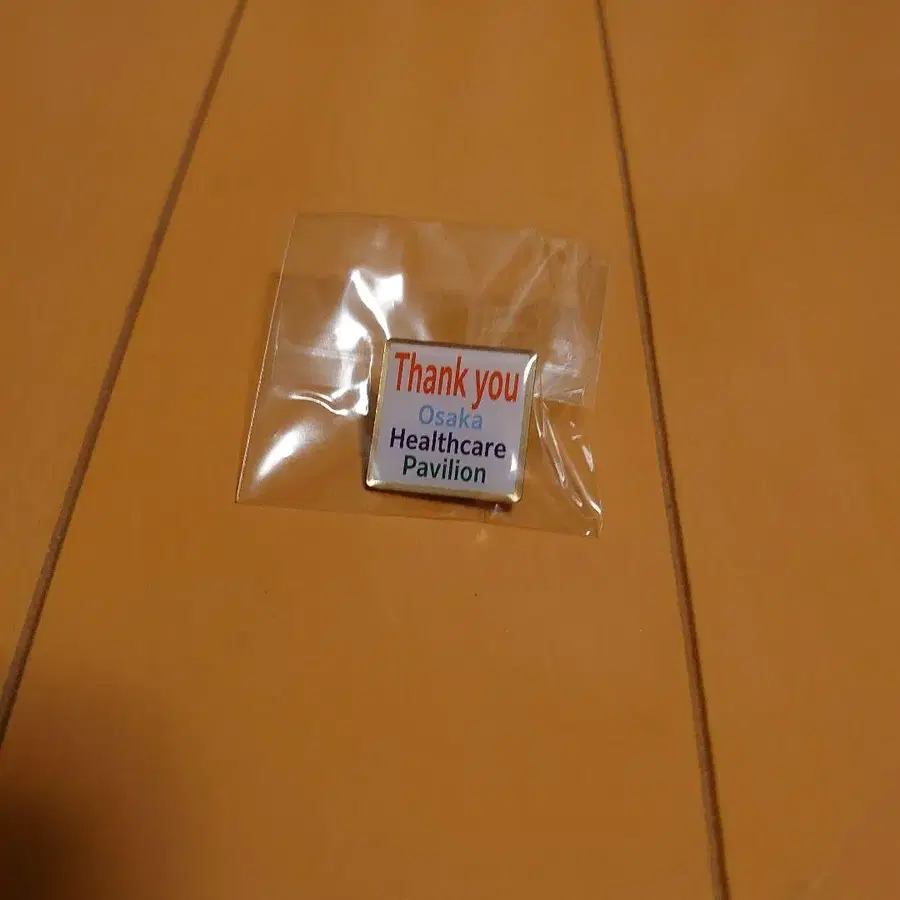 Thank you
Osaka
Healthcare
Pavilion